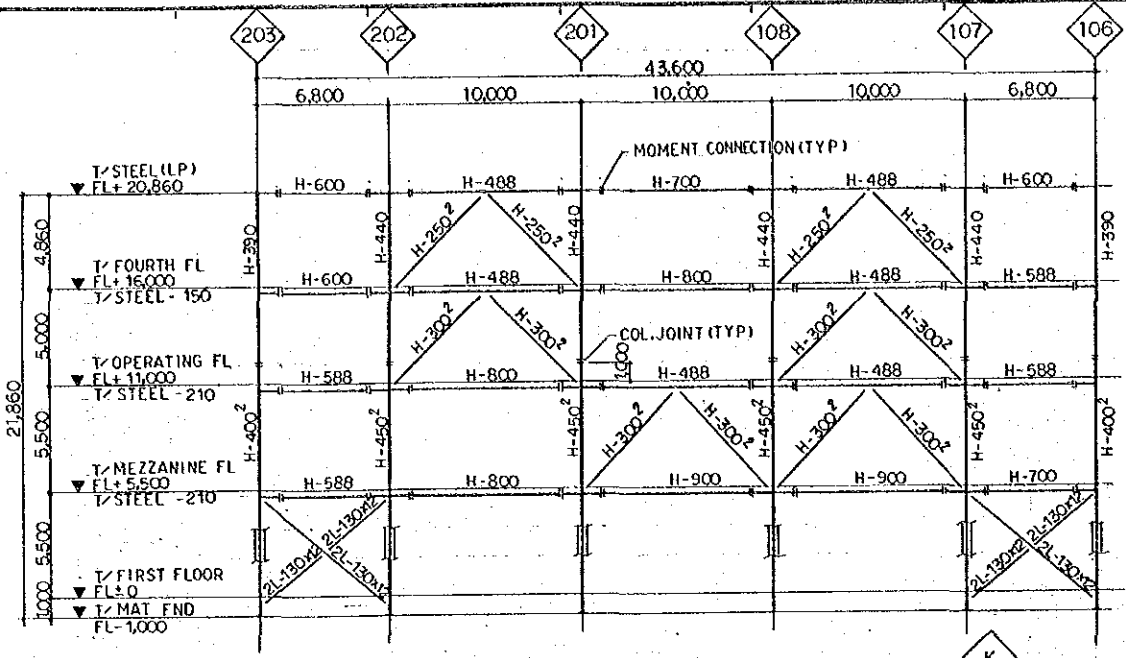 203 202 201 108 107 106
43,600
6,800 10,000 10,000 10,000 6,800
MOMENT CONNECTION (TYP)
T/STEEL (LP)
FL+20,860
H-600 H-488 H-700 H-488 H-600
4,860
H-390 H-440 H-250² H-250² H-440 H-440 H-250² H-250² H-440 H-390
T/FOURTH FL
FL+16,000
T/STEEL-150
H-600 H-488 H-800 H-488 H-588
5,000
H-300² H-300² H-300² H-300²
COL.JOINT (TYP)
1,000
T/OPERATING FL
FL+11,000
T/STEEL-210
H-588 H-800 H-488 H-488 H-588
21,860
5,500
H-400² H-450² H-450² H-300² H-300² H-450² H-300² H-300² H-450² H-400²
T/MEZZANINE FL
FL+5,500
T/STEEL-210
H-588 H-800 H-900 H-900 H-700
5,500
2L-130x12 2L-130x12 2L-130x12 2L-130x12
2L-130x12 2L-130x12 2L-130x12 2L-130x12
T/FIRST FLOOR
FL±0
1,000
T/MAT FND
FL-1,000
K